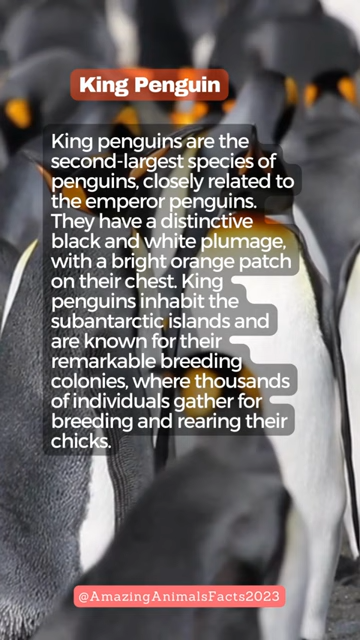 King Penguin
King penguins are the
second-largest species of
penguins, closely related to
the emperor penguins.
They have a distinctive
black and white plumage,
with a bright orange patch
on their chest. King
penguins inhabit the
subantarctic islands and
are known for their
remarkable breeding
colonies, where thousands
of individuals gather for
breeding and rearing their
chicks.
@AmazingAnimalsFacts2023